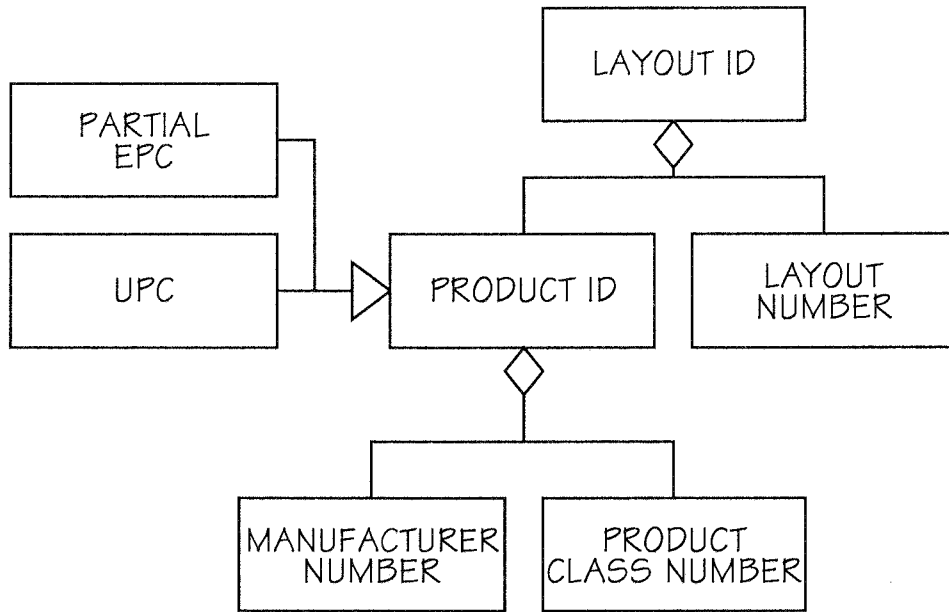 LAYOUT ID
PARTIAL
EPC
UPC
PRODUCT ID
LAYOUT
NUMBER
MANUFACTURER
NUMBER
PRODUCT
CLASS NUMBER